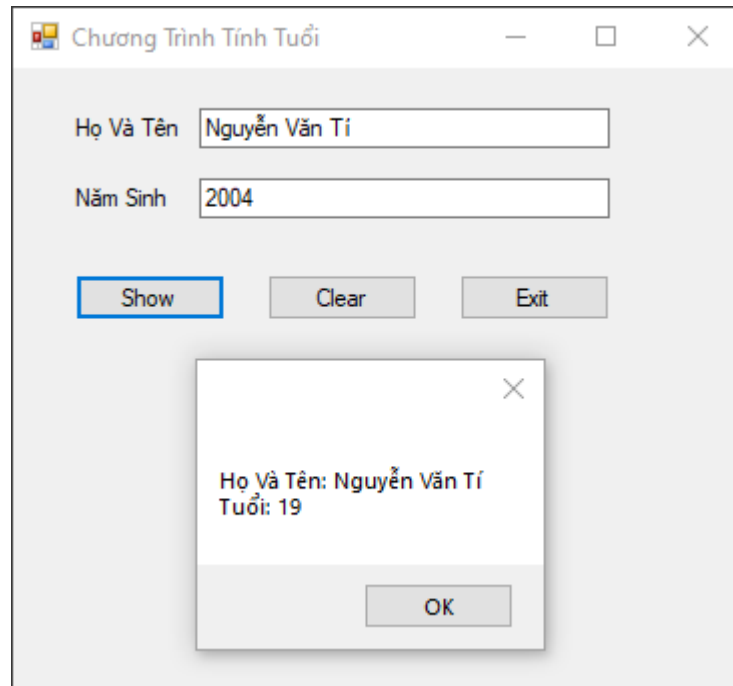 Chương Trình Tính Tuổi
Họ Và Tên Nguyễn Văn Tí
Năm Sinh 2004
Show Clear Exit
Họ Và Tên: Nguyễn Văn Tí
Tuổi: 19
OK